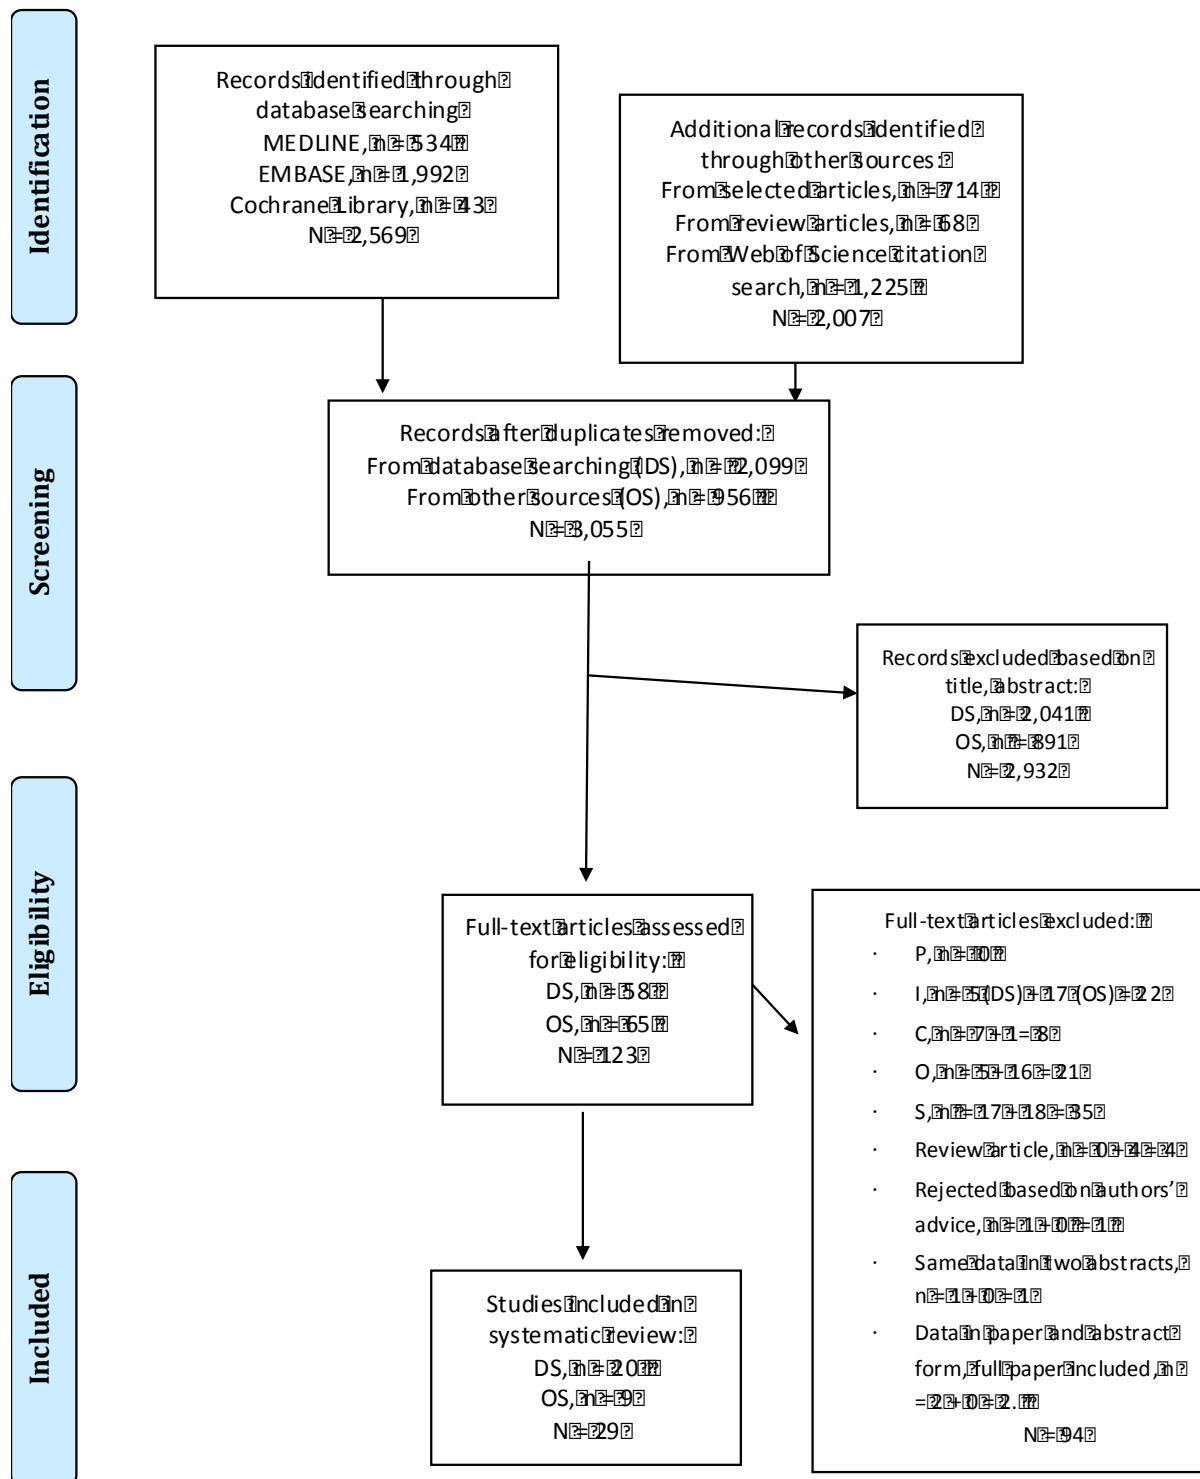 Identification
Records identified through
database searching
MEDLINE, n = 534
EMBASE, n = 1,992
Cochrane Library, n = 43
N = 2,569
Additional records identified
through other sources:
From selected articles, n = 714
From review articles, n = 68
From Web of Science citation
search, n = 1,225
N = 2,007
Screening
Records after duplicates removed:
From database searching (DS), n = 2,099
From other sources (OS), n = 956
N = 3,055
Records excluded based on
title, abstract:
DS, n = 2,041
OS, n = 891
N = 2,932
Eligibility
Full-text articles assessed
for eligibility:
DS, n = 58
OS, n = 65
N = 123
Full-text articles excluded:
· P, n = 0
· I, n = 5 (DS) + 17 (OS) = 22
· C, n = 7 + 1 = 8
· O, n = 5 + 16 = 21
· S, n = 17 + 18 = 35
· Review article, n = 0 + 4 = 4
· Rejected based on authors’
advice, n = 1 + 0 = 1
· Same data in two abstracts,
n = 1 + 0 = 1
· Data in paper and abstract
form, full paper included, n
= 2 + 0 = 2.
N = 94
Included
Studies included in
systematic review:
DS, n = 20
OS, n = 9
N = 29